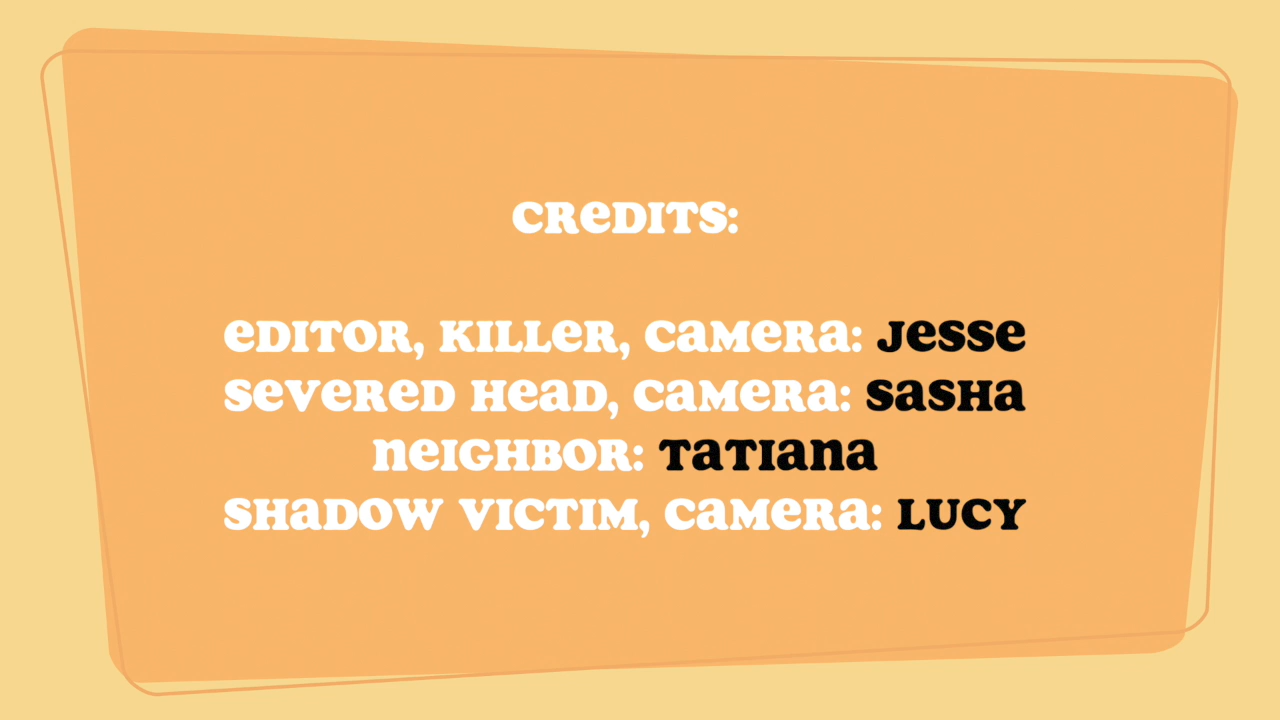 CREDITS:
EDITOR, KILLER, CAMERA: JESSE
SEVERED HEAD, CAMERA: SASHA
NEIGHBOR: TATIANA
SHADOW VICTIM, CAMERA: LUCY